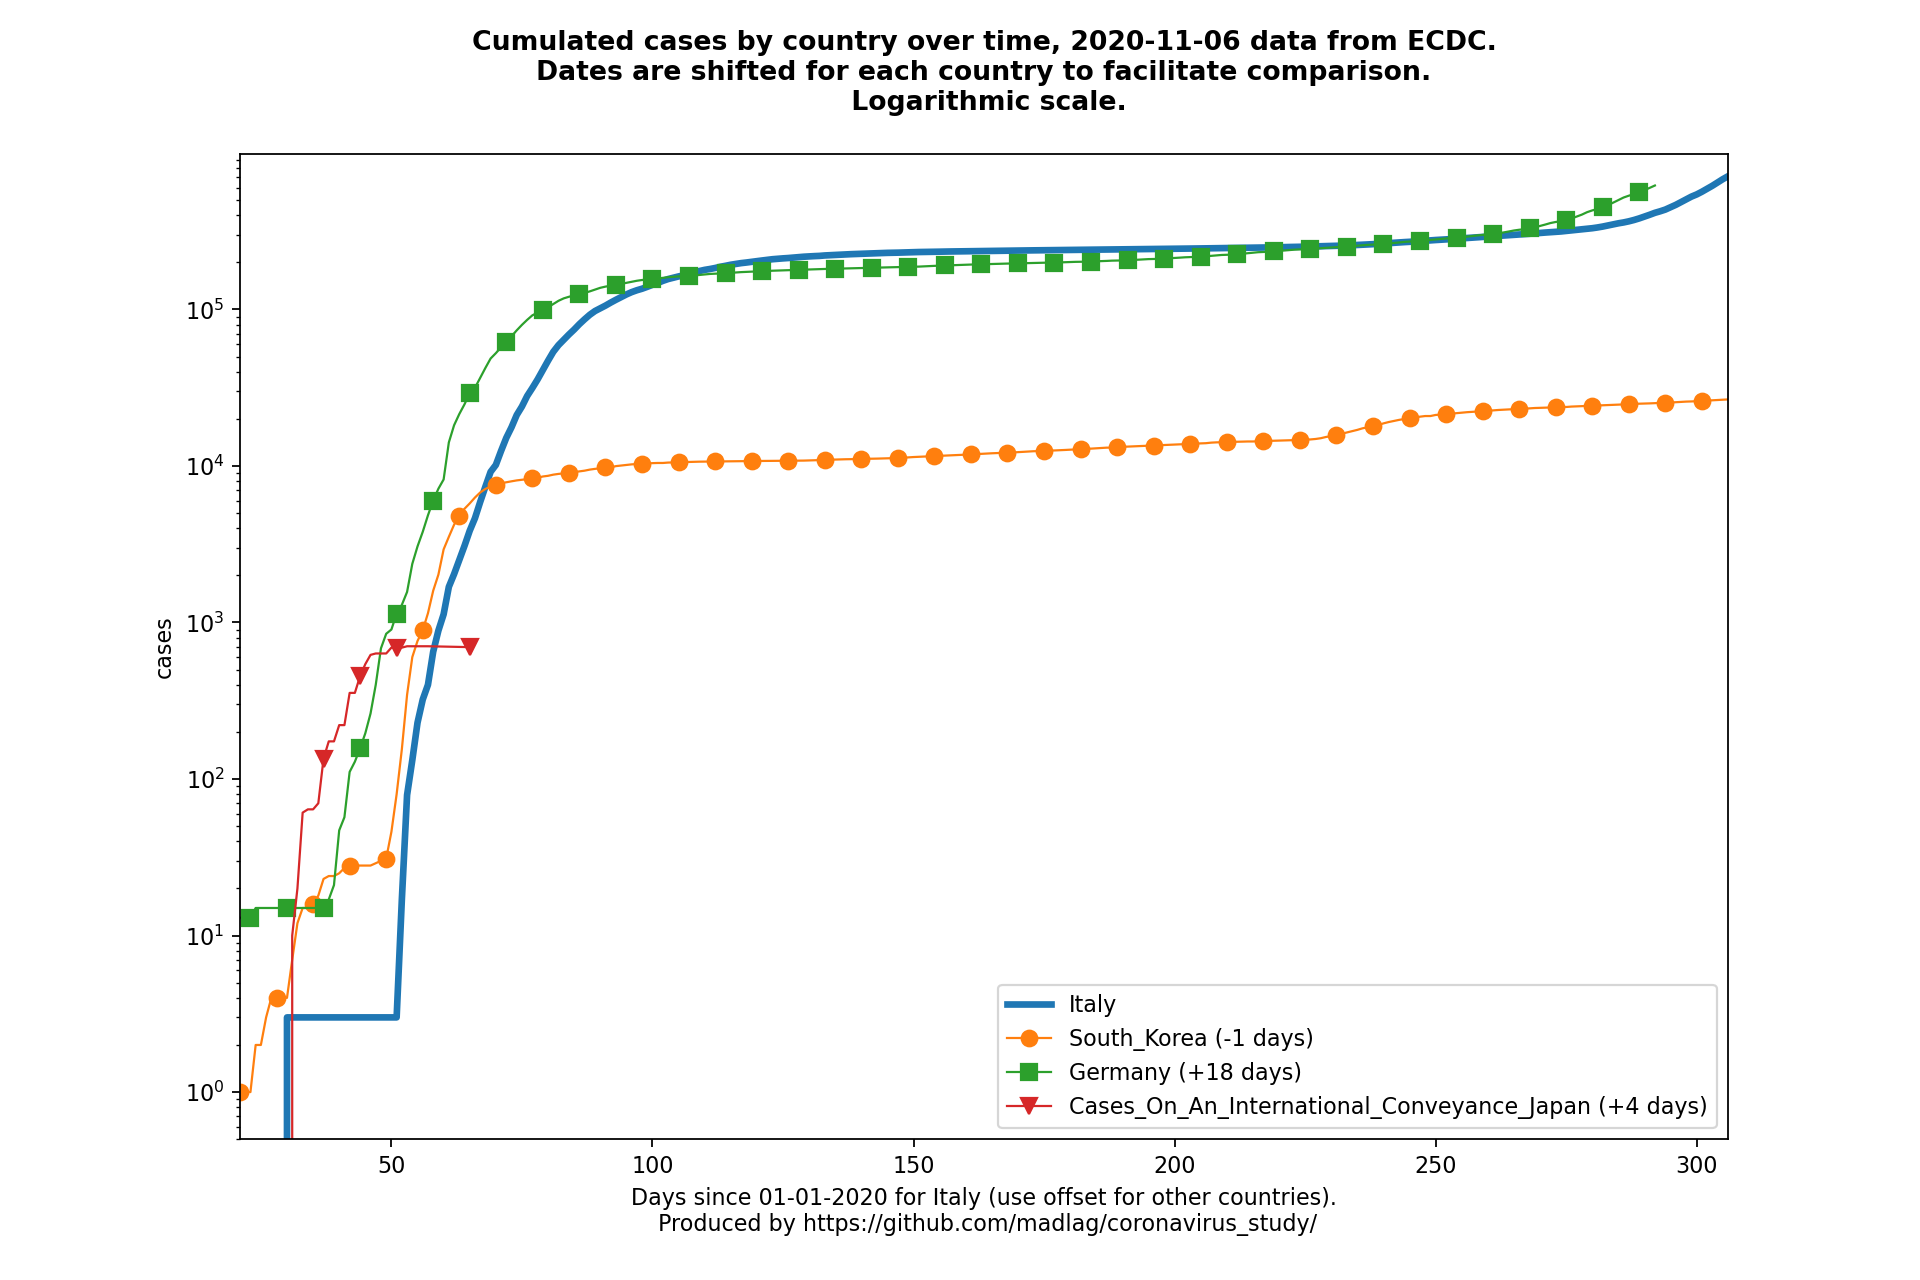 Cumulated cases by country over time, 2020-11-06 data from ECDC.
Dates are shifted for each country to facilitate comparison.
Logarithmic scale.
10^5
10^4
10^3
10^2
10^1
10^0
cases
Italy
South_Korea (-1 days)
Germany (+18 days)
Cases_On_An_International_Conveyance_Japan (+4 days)
50 100 150 200 250 300
Days since 01-01-2020 for Italy (use offset for other countries).
Produced by https://github.com/madlag/coronavirus_study/